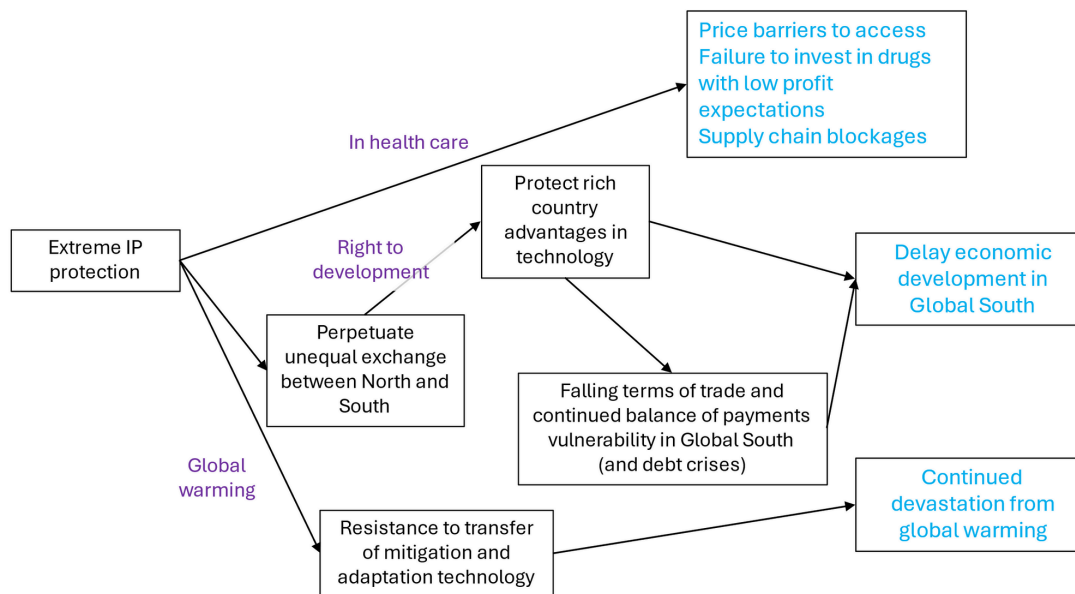 Price barriers to access
Failure to invest in drugs
with low profit
expectations
Supply chain blockages
In health care
Protect rich
country
advantages in
technology
Extreme IP
protection
Right to
development
Delay economic
development in
Global South
Perpetuate
unequal exchange
between North and
South
Falling terms of trade and
continued balance of payments
vulnerability in Global South
(and debt crises)
Global
warming
Continued
devastation from
global warming
Resistance to transfer
of mitigation and
adaptation technology